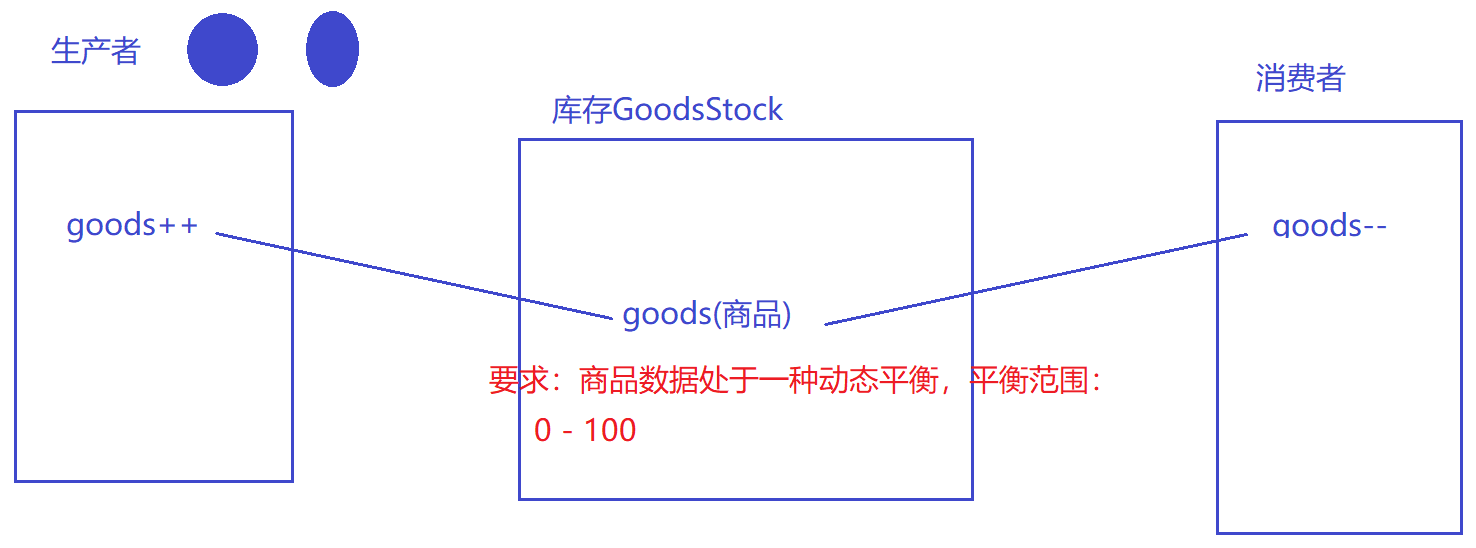 生产者
消费者
库存GoodsStock
goods++
goods--
goods(商品)
要求：商品数据处于一种动态平衡，平衡范围：
0 - 100